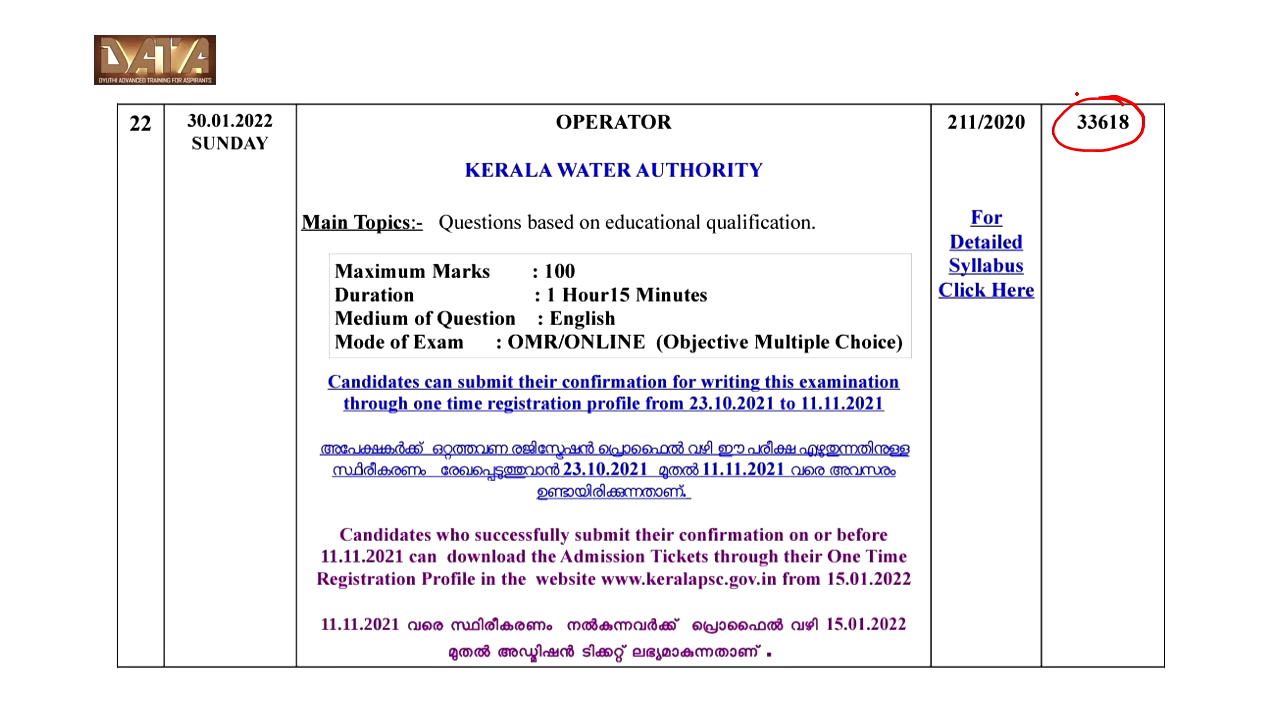 DATA
DYUTHI ADVANCED TRAINING FOR ASPIRANTS
22
30.01.2022
SUNDAY
OPERATOR
KERALA WATER AUTHORITY
Main Topics:- Questions based on educational qualification.
Maximum Marks : 100
Duration : 1 Hour15 Minutes
Medium of Question : English
Mode of Exam : OMR/ONLINE (Objective Multiple Choice)
Candidates can submit their confirmation for writing this examination
through one time registration profile from 23.10.2021 to 11.11.2021
അപേക്ഷകർക്ക് ഒറ്റത്തവണ രജിസ്ട്രേഷൻ പ്രൊഫൈൽ വഴി ഈ പരീക്ഷ എഴുതുന്നതിനുള്ള
സ്ഥിരീകരണം രേഖപ്പെടുത്തുവാൻ 23.10.2021 മുതൽ 11.11.2021 വരെ അവസരം
ഉണ്ടായിരിക്കുന്നതാണ്.
Candidates who successfully submit their confirmation on or before
11.11.2021 can download the Admission Tickets through their One Time
Registration Profile in the website www.keralapsc.gov.in from 15.01.2022
11.11.2021 വരെ സ്ഥിരീകരണം നൽകുന്നവർക്ക് പ്രൊഫൈൽ വഴി 15.01.2022
മുതൽ അഡ്മിഷൻ ടിക്കറ്റ് ലഭ്യമാകുന്നതാണ് .
211/2020
For
Detailed
Syllabus
Click Here
33618